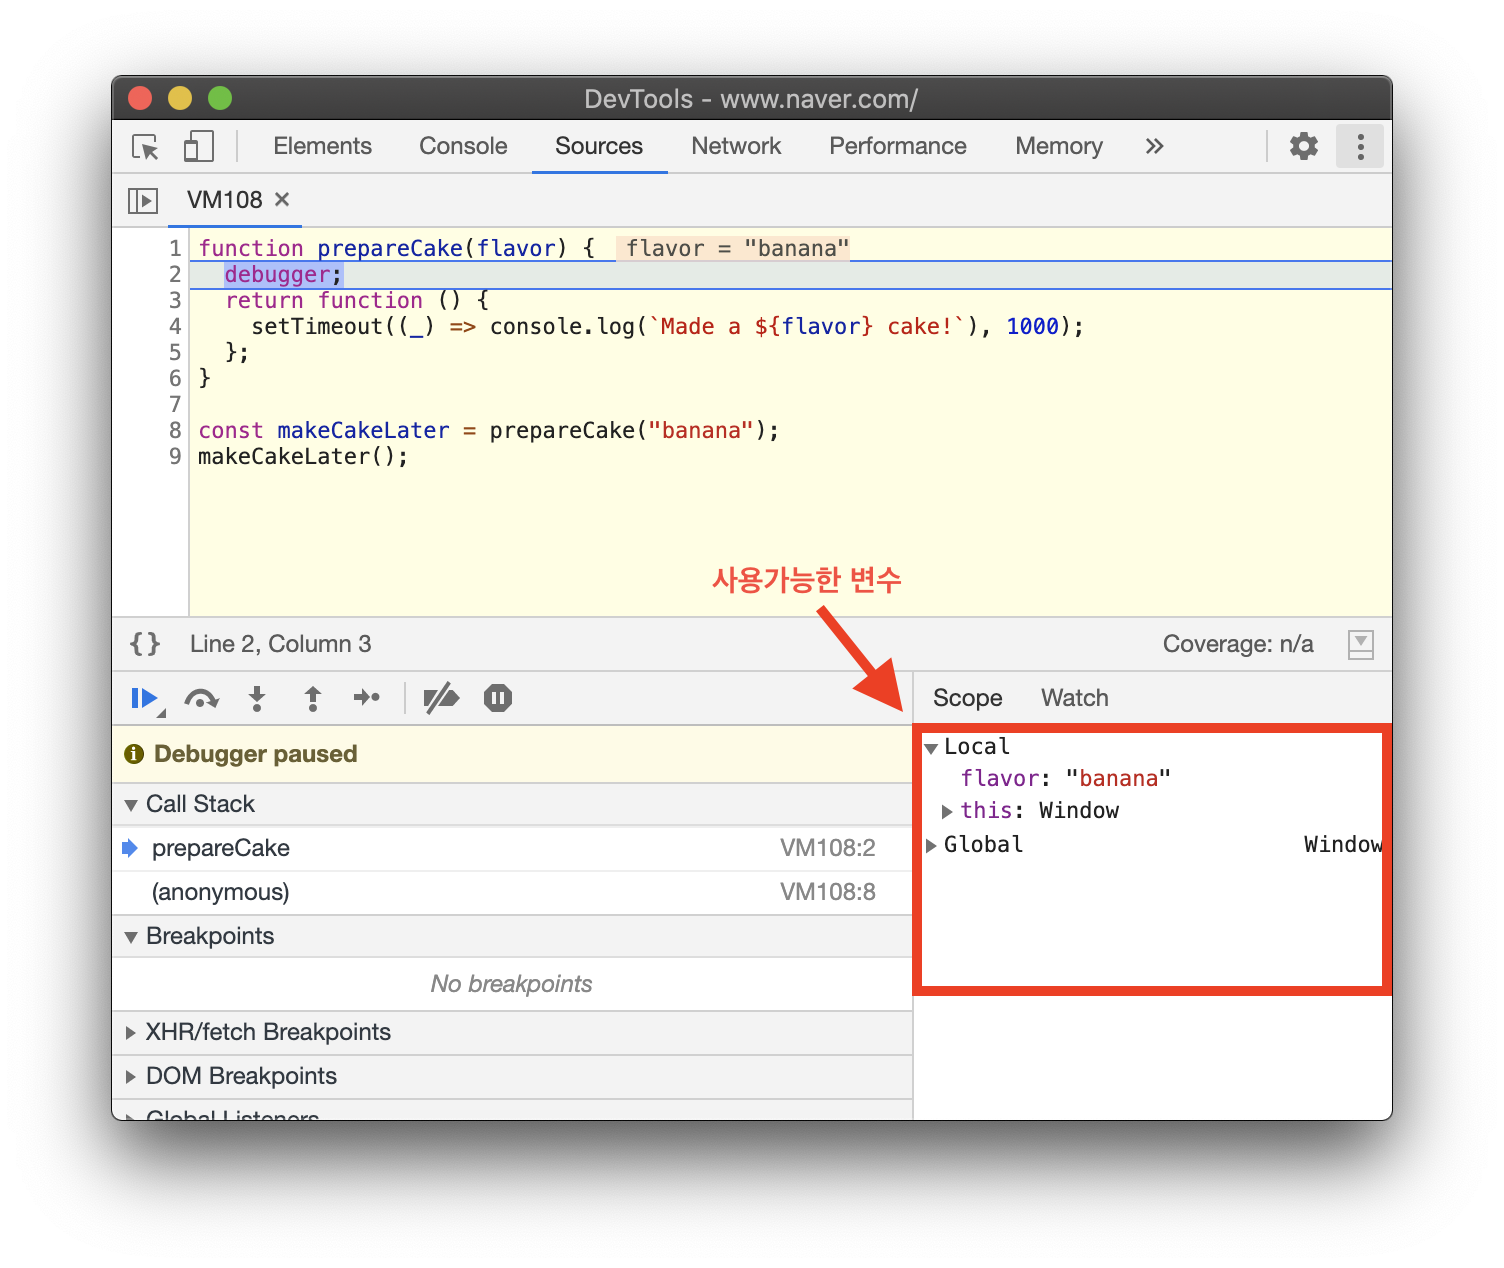 DevTools - www.naver.com/
Elements Console Sources Network Performance Memory »
VM108 ×
1 function prepareCake(flavor) { flavor = "banana"
2 debugger;
3 return function () {
4 setTimeout((_) => console.log(`Made a ${flavor} cake!`), 1000);
5 };
6 }
7
8 const makeCakeLater = prepareCake("banana");
9 makeCakeLater();
사용가능한 변수
{} Line 2, Column 3 Coverage: n/a
Scope Watch
Debugger paused
Call Stack
prepareCake VM108:2
(anonymous) VM108:8
Breakpoints
No breakpoints
XHR/fetch Breakpoints
DOM Breakpoints
Global Listeners
Local
flavor: "banana"
this: Window
Global Window